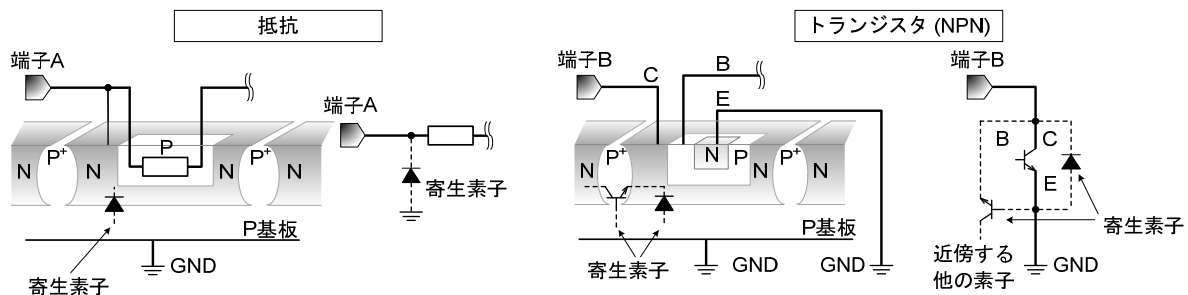 抵抗
トランジスタ (NPN)
端子A
端子A
P
N
P+
N
N
P+
N
寄生素子
P基板
GND
寄生素子
端子B
C
B
E
N
P+
N
N
P
N
P+
N
P基板
GND
GND
寄生素子
端子B
B
C
E
寄生素子
近傍する
他の素子
GND